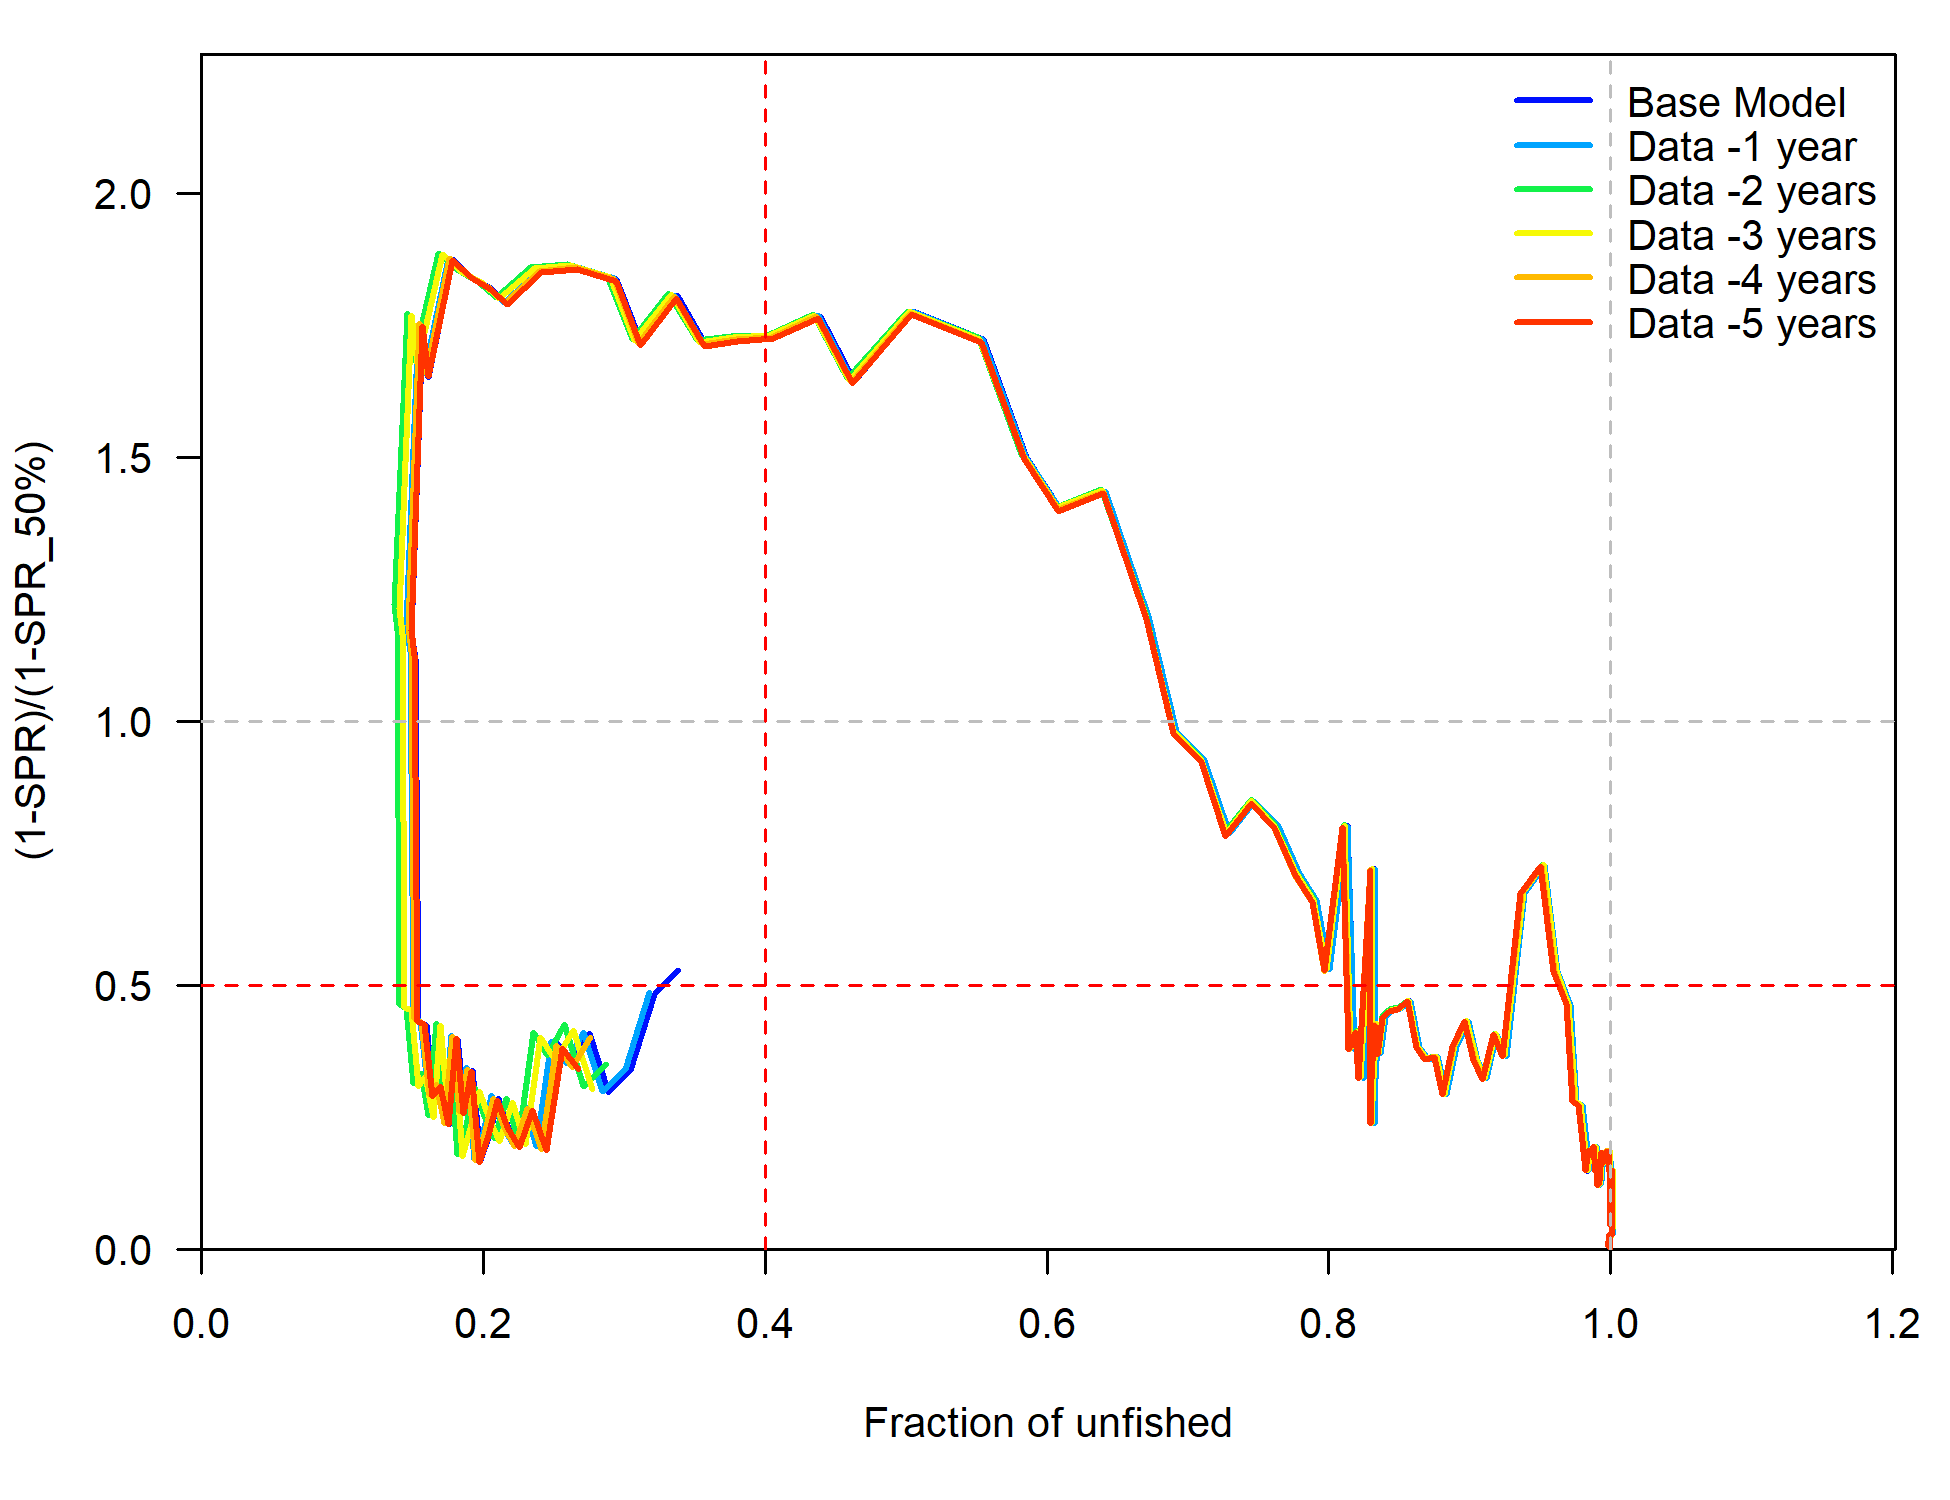 Base Model
Data -1 year
Data -2 years
Data -3 years
Data -4 years
Data -5 years
2.0
1.5
1.0
0.5
0.0
(1-SPR)/(1-SPR_50%)
0.0 0.2 0.4 0.6 0.8 1.0 1.2
Fraction of unfished